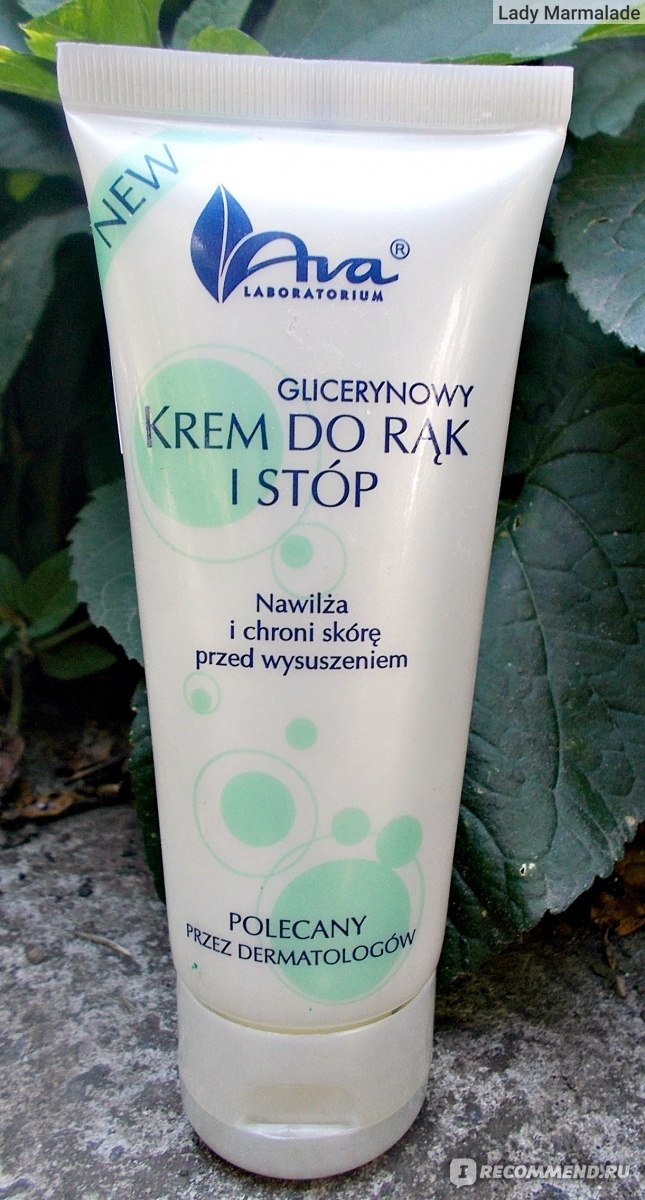 Lady Marmalade
NEW
Ava®
LABORATORIUM
GLICERYNOWY
KREM DO RĄK
I STÓP
Nawilża
i chroni skórę
przed wysuszeniem
POLECANY
PRZEZ DERMATOLOGÓW
IRECOMMEND.RU